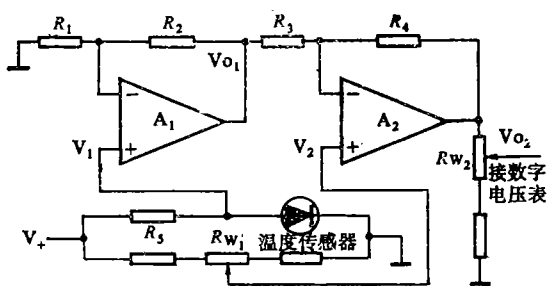 R₁ R₂ R₃ R₄
Vo₁
− −
A₁ A₂
V₁ + V₂ + Vo₂
Rw₂ 接数字
电压表
R₅
V₊ Rw₁ 温度传感器